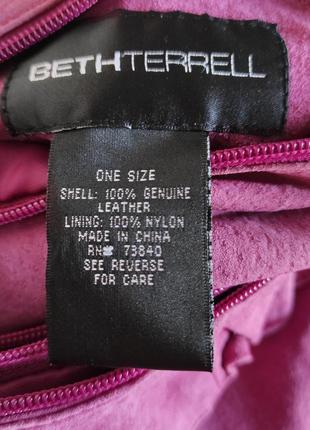 BETHTERRELL
ONE SIZE
SHELL: 100% GENUINE
LEATHER
LINING: 100% NYLON
MADE IN CHINA
RN# 73840
SEE REVERSE
FOR CARE